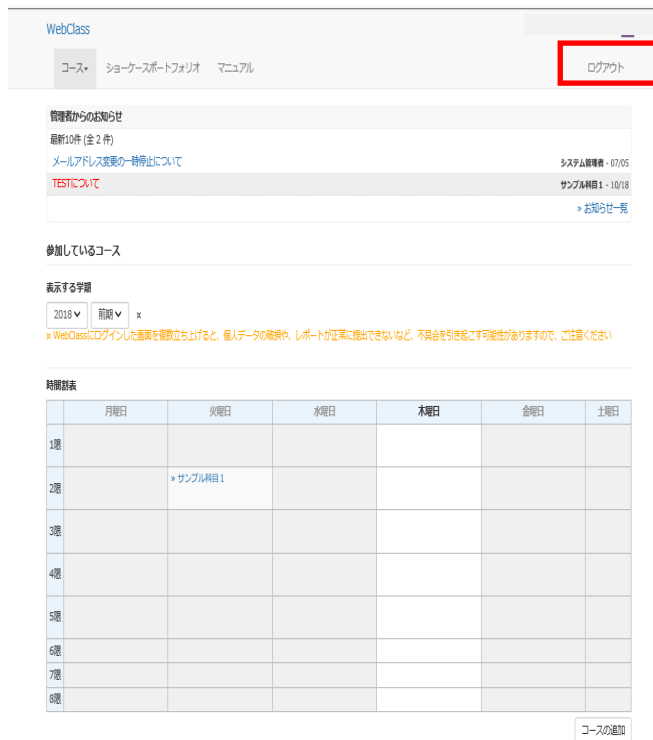 WebClass
コース▾ ショーケースポートフォリオ マニュアル ログアウト
管理者からのお知らせ
最新10件 (全 2 件)
メールアドレス変更の一時停止について システム管理者 - 07/05
TESTについて サンプル科目1 - 10/18
» お知らせ一覧
参加しているコース
表示する学期
2018 前期 ¤
¤ WebClassにログインした画面を複数立ち上げると、個人データの破損や、レポートが正常に提出できないなど、不具合を引き起こす可能性がありますので、ご注意ください
時間割表
月曜日 火曜日 水曜日 木曜日 金曜日 土曜日
1限
2限 » サンプル科目1
3限
4限
5限
6限
7限
8限
コースの追加